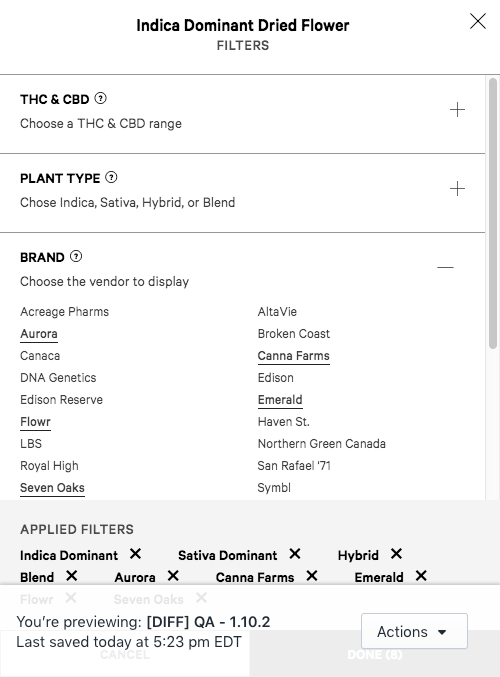 Indica Dominant Dried Flower
FILTERS
THC & CBD ?
Choose a THC & CBD range
PLANT TYPE ?
Chose Indica, Sativa, Hybrid, or Blend
BRAND ?
Choose the vendor to display
Acreage Pharms AltaVie
Aurora Broken Coast
Canaca Canna Farms
DNA Genetics Edison
Edison Reserve Emerald
Flowr Haven St.
LBS Northern Green Canada
Royal High San Rafael '71
Seven Oaks Symbl
APPLIED FILTERS
Indica Dominant Sativa Dominant Hybrid
Blend Aurora Canna Farms Emerald
Flowr Seven Oaks
You're previewing: [DIFF] QA - 1.10.2
Last saved today at 5:23 pm EDT
Actions
CANCEL DONE (8)